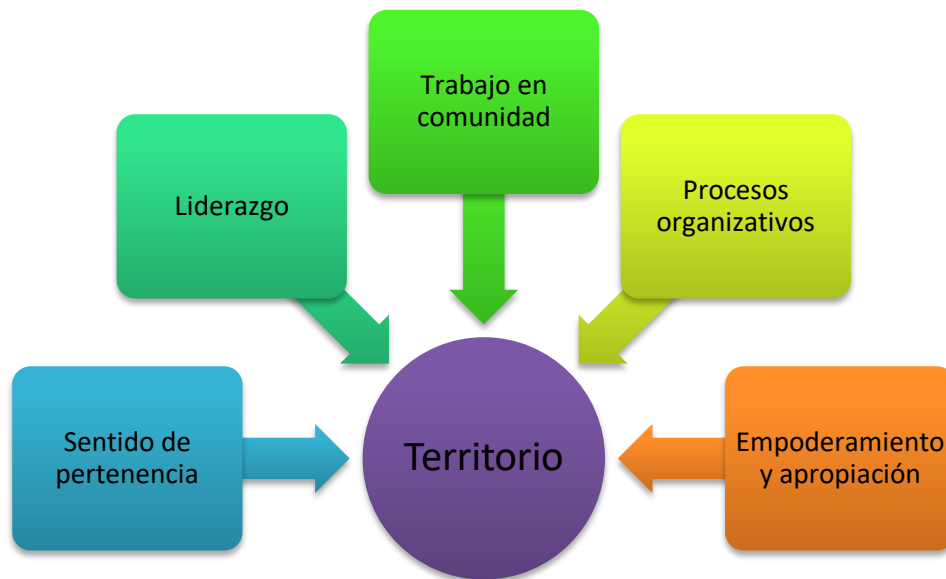 Trabajo en
comunidad
Liderazgo
Procesos
organizativos
Sentido de
pertenencia
Territorio
Empoderamiento
y apropiación